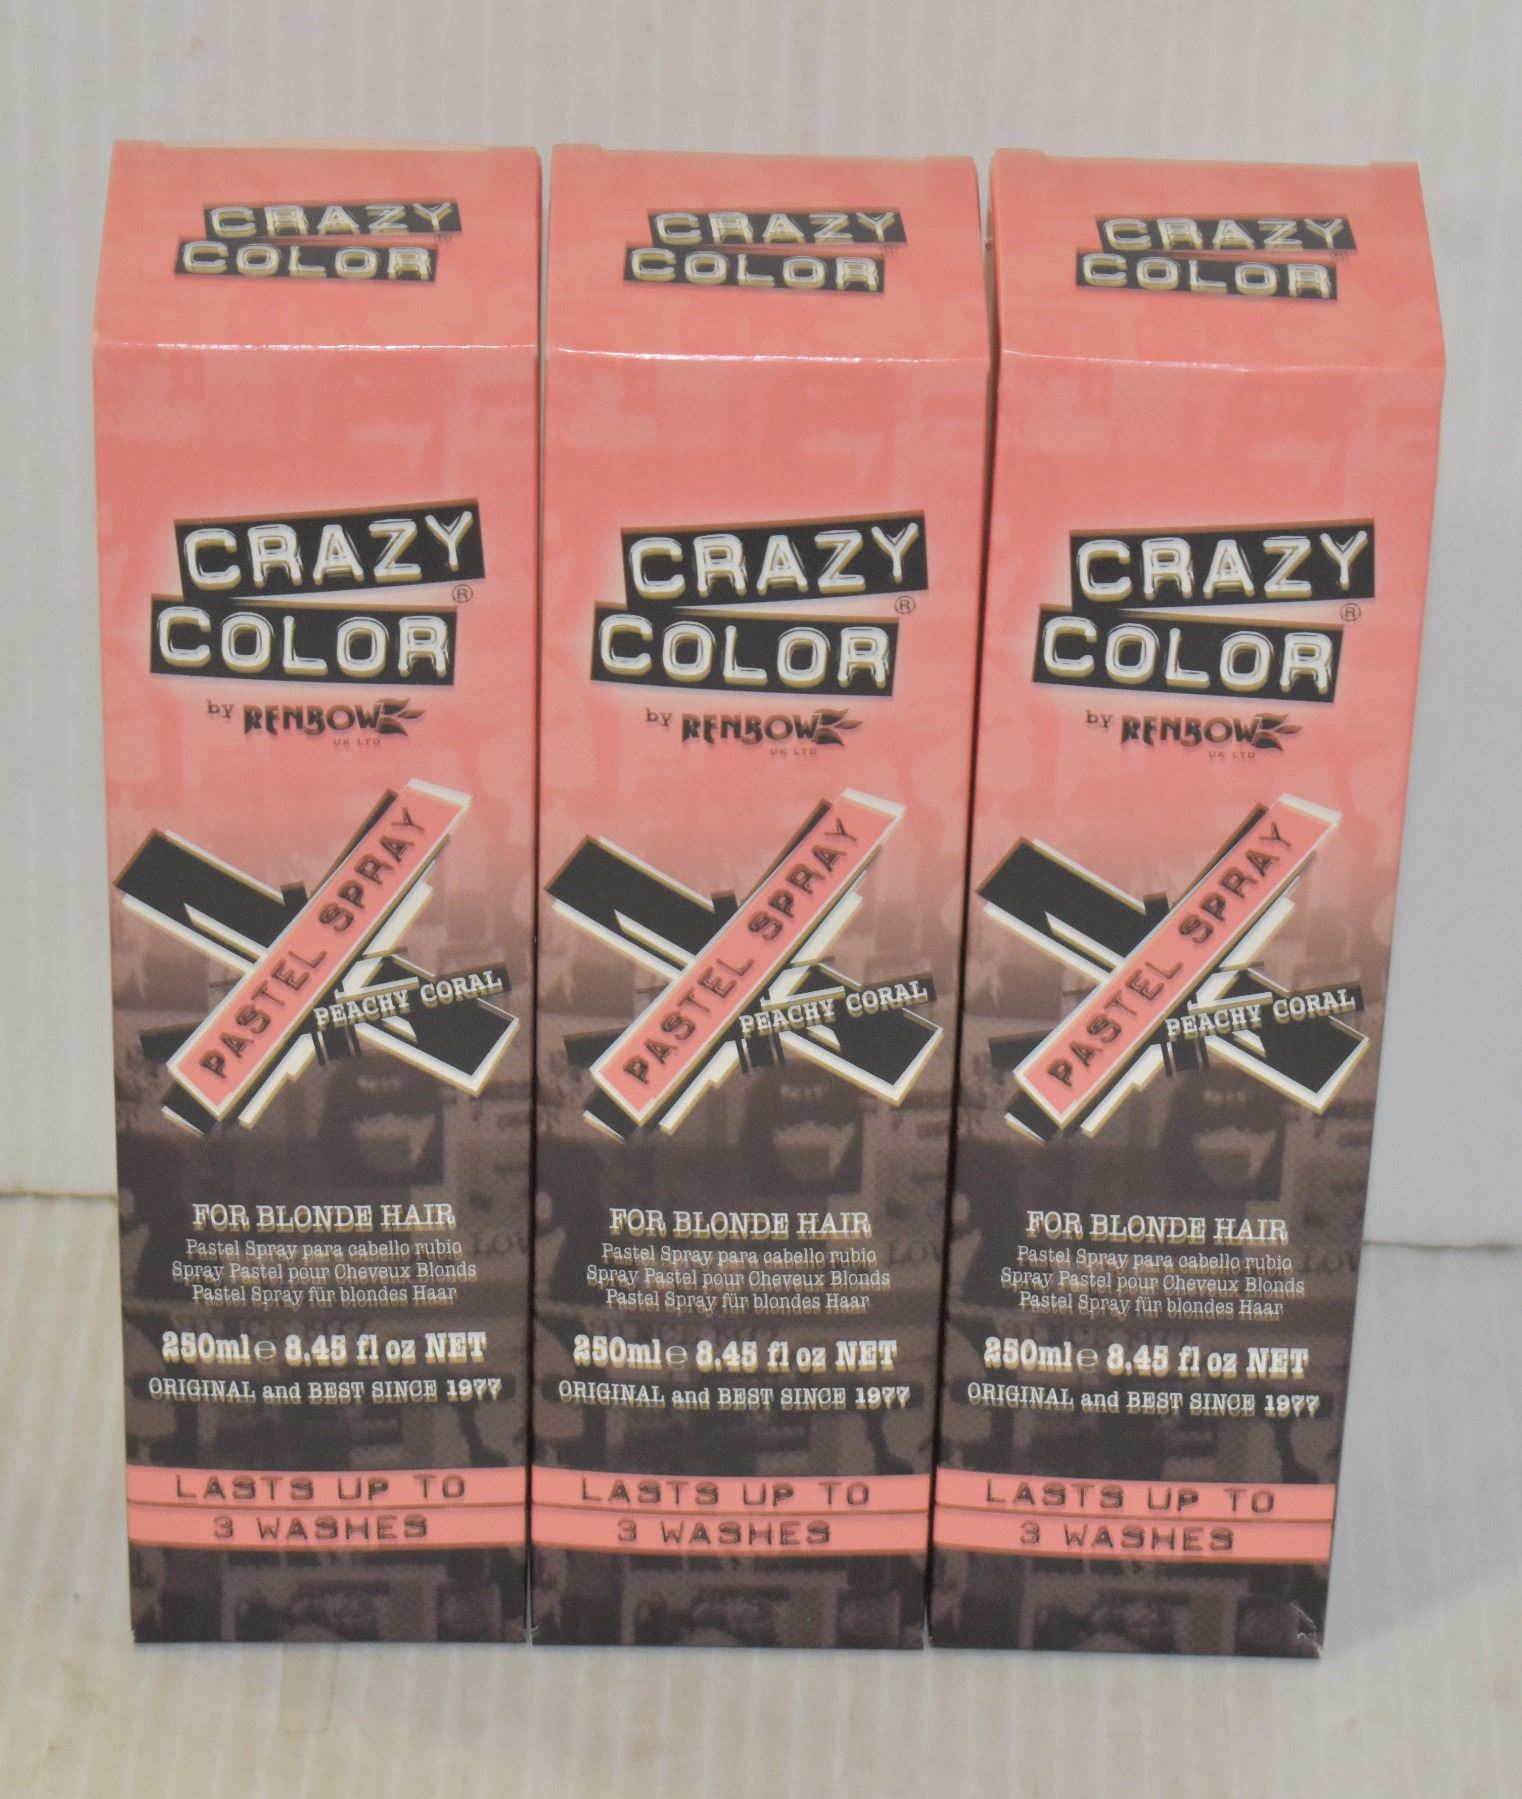 CRAZY
COLOR
CRAZY
COLOR®
by RENBOW
UK LTD
PASTEL SPRAY
PEACHY CORAL
FOR BLONDE HAIR
Pastel Spray para cabello rubio
Spray Pastel pour Cheveux Blonds
Pastel Spray für blondes Haar
250ml e 8.45 fl oz NET
ORIGINAL and BEST SINCE 1977
LASTS UP TO
3 WASHES
CRAZY
COLOR
CRAZY
COLOR®
by RENBOW
UK LTD
PASTEL SPRAY
PEACHY CORAL
FOR BLONDE HAIR
Pastel Spray para cabello rubio
Spray Pastel pour Cheveux Blonds
Pastel Spray für blondes Haar
250ml e 8.45 fl oz NET
ORIGINAL and BEST SINCE 1977
LASTS UP TO
3 WASHES
CRAZY
COLOR
CRAZY
COLOR®
by RENBOW
UK LTD
PASTEL SPRAY
PEACHY CORAL
FOR BLONDE HAIR
Pastel Spray para cabello rubio
Spray Pastel pour Cheveux Blonds
Pastel Spray für blondes Haar
250ml e 8.45 fl oz NET
ORIGINAL and BEST SINCE 1977
LASTS UP TO
3 WASHES